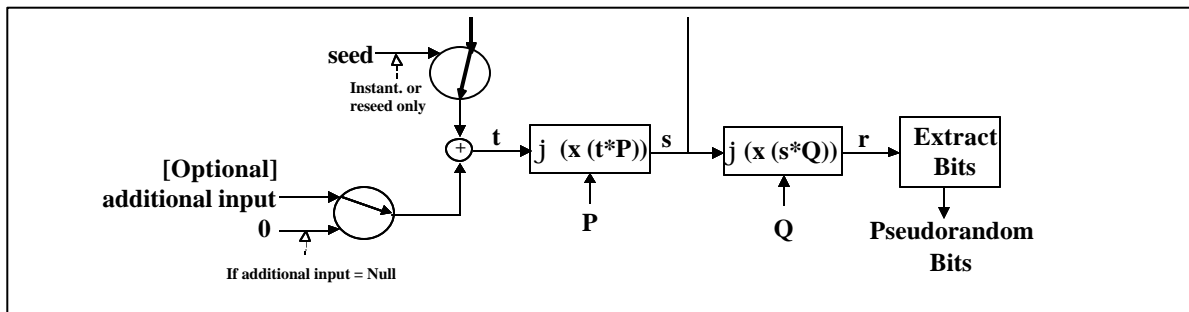 seed
Instant. or
reseed only
+
t
j (x (t*P))
s
j (x (s*Q))
r
Extract
Bits
[Optional]
additional input
0
P
Q
Pseudorandom
Bits
If additional input = Null